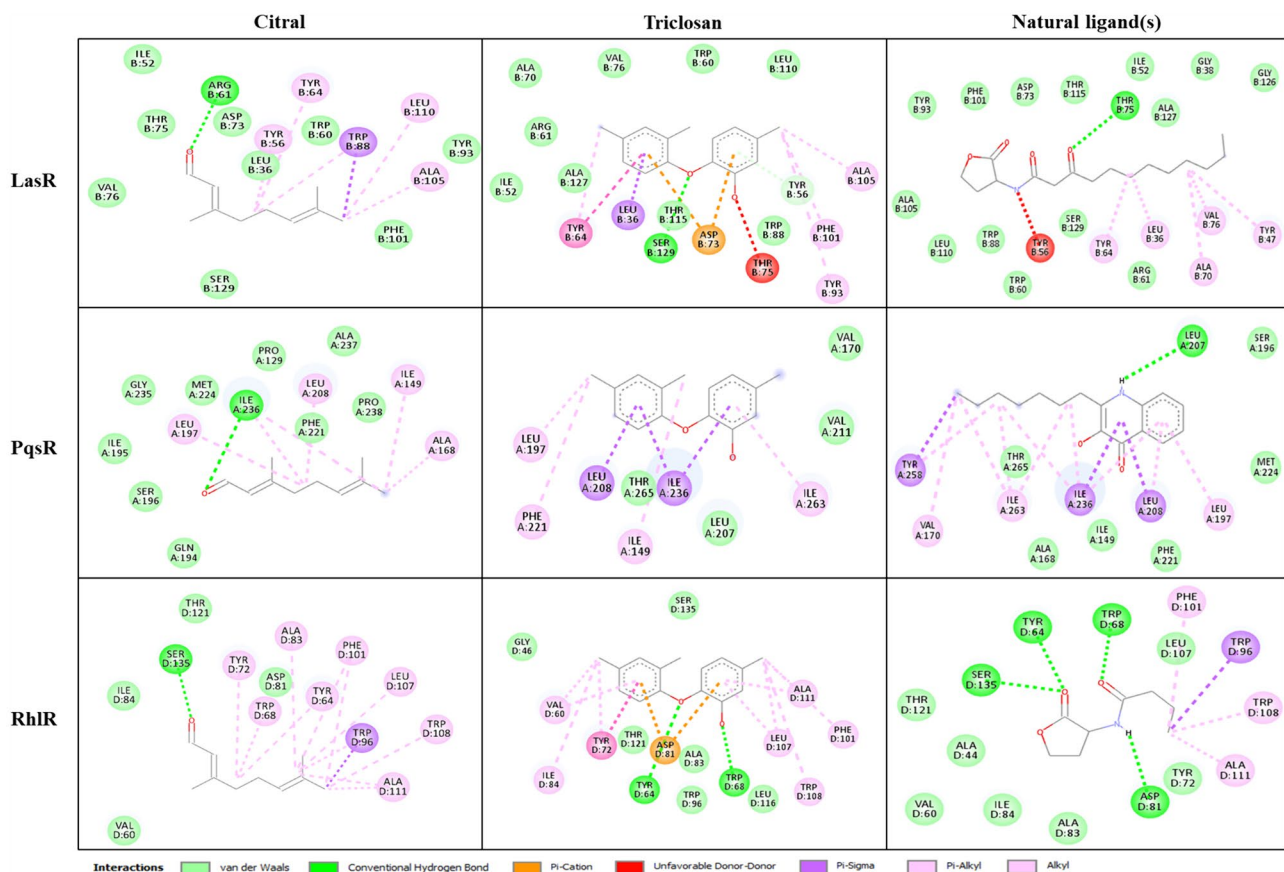 Citral
Triclosan
Natural ligand(s)
LasR
ILE B:52
ARG B:61
TYR B:64
LEU B:110
THR B:75
ASP B:73
TYR B:56
TRP B:60
TRP B:88
TYR B:93
LEU B:36
VAL B:76
ALA B:105
PHE B:101
SER B:129
O
ALA B:70
VAL B:76
TRP B:60
LEU B:110
ARG B:61
ILE B:52
ALA B:127
TYR B:56
ALA B:105
LEU B:36
THR B:115
TYR B:64
SER B:129
ASP B:73
TRP B:88
PHE B:101
THR B:75
TYR B:93
O
O
TYR B:93
PHE B:101
ASP B:73
THR B:115
ILE B:52
GLY B:38
GLY B:126
THR B:75
ALA B:127
O
O
O
O
N
ALA B:105
LEU B:110
TRP B:88
TYR B:56
SER B:129
TYR B:64
LEU B:36
VAL B:76
TYR B:47
TRP B:60
ARG B:61
ALA B:70
PqsR
PRO A:129
ALA A:237
GLY A:235
MET A:224
ILE A:236
LEU A:208
ILE A:149
LEU A:197
PHE A:221
PRO A:238
ILE A:195
ALA A:168
SER A:196
GLN A:194
O
VAL A:170
LEU A:197
VAL A:211
LEU A:208
THR A:265
ILE A:236
ILE A:263
PHE A:221
ILE A:149
LEU A:207
O
O
LEU A:207
SER A:196
H
N
O
O
TYR A:258
THR A:265
MET A:224
VAL A:170
ILE A:263
ILE A:236
LEU A:208
LEU A:197
ALA A:168
ILE A:149
PHE A:221
RhlR
THR D:121
SER D:135
ALA D:83
TYR D:72
PHE D:101
ILE D:84
ASP D:81
TYR D:64
LEU D:107
TRP D:68
TRP D:96
TRP D:108
ALA D:111
VAL D:60
O
SER D:135
GLY D:46
VAL D:60
ALA D:111
TYR D:72
THR D:121
ASP D:81
ALA D:83
LEU D:107
PHE D:101
ILE D:84
TYR D:64
TRP D:96
TRP D:68
LEU D:116
TRP D:108
O
O
PHE D:101
TYR D:64
TRP D:68
LEU D:107
TRP D:96
SER D:135
THR D:121
TRP D:108
ALA D:44
TYR D:72
ALA D:111
VAL D:60
ILE D:84
ALA D:83
ASP D:81
O
O
O
N
H
Interactions
van der Waals
Conventional Hydrogen Bond
Pi-Cation
Unfavorable Donor-Donor
Pi-Sigma
Pi-Alkyl
Alkyl